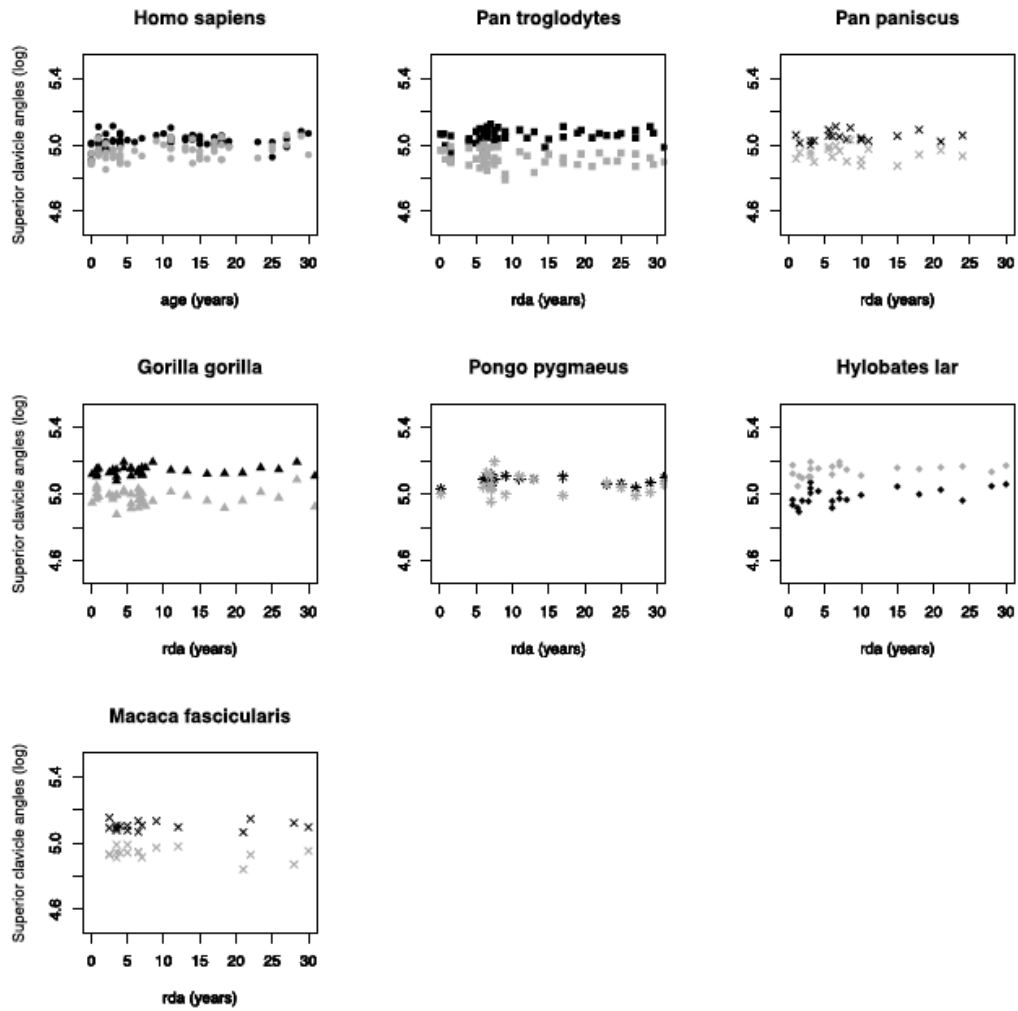 Homo sapiens
Pan troglodytes
Pan paniscus
Superior clavicle angles (log)
5.4
5.0
4.6
5.4
5.0
4.6
5.4
5.0
4.6
0 5 10 15 20 25 30
0 5 10 15 20 25 30
0 5 10 15 20 25 30
age (years)
rda (years)
rda (years)
Gorilla gorilla
Pongo pygmaeus
Hylobates lar
Superior clavicle angles (log)
5.4
5.0
4.6
5.4
5.0
4.6
5.4
5.0
4.6
0 5 10 15 20 25 30
0 5 10 15 20 25 30
0 5 10 15 20 25 30
rda (years)
rda (years)
rda (years)
Macaca fascicularis
Superior clavicle angles (log)
5.4
5.0
4.6
0 5 10 15 20 25 30
rda (years)